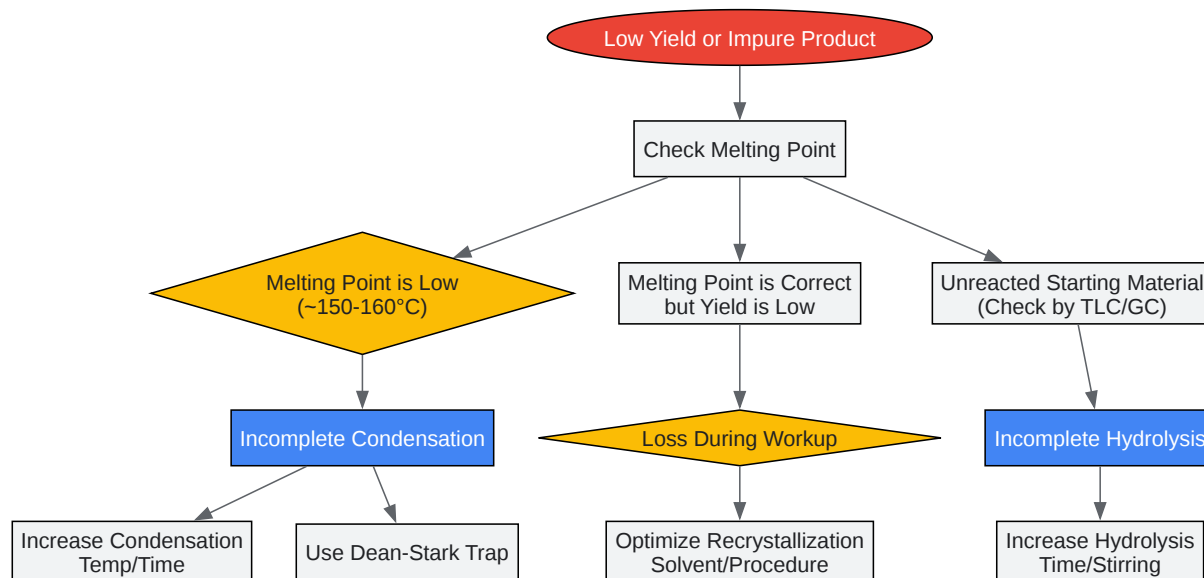 Low Yield or Impure Product
Check Melting Point
Melting Point is Low
(~150-160°C)
Melting Point is Correct
but Yield is Low
Unreacted Starting Material
(Check by TLC/GC)
Incomplete Condensation
Loss During Workup
Incomplete Hydrolysis
Increase Condensation
Temp/Time
Use Dean-Stark Trap
Optimize Recrystallization
Solvent/Procedure
Increase Hydrolysis
Time/Stirring